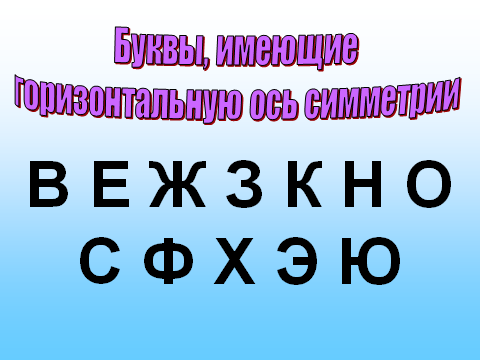 Буквы, имеющие
горизонтальную ось симметрии
В Е Ж З К Н О
С Ф Х Э Ю